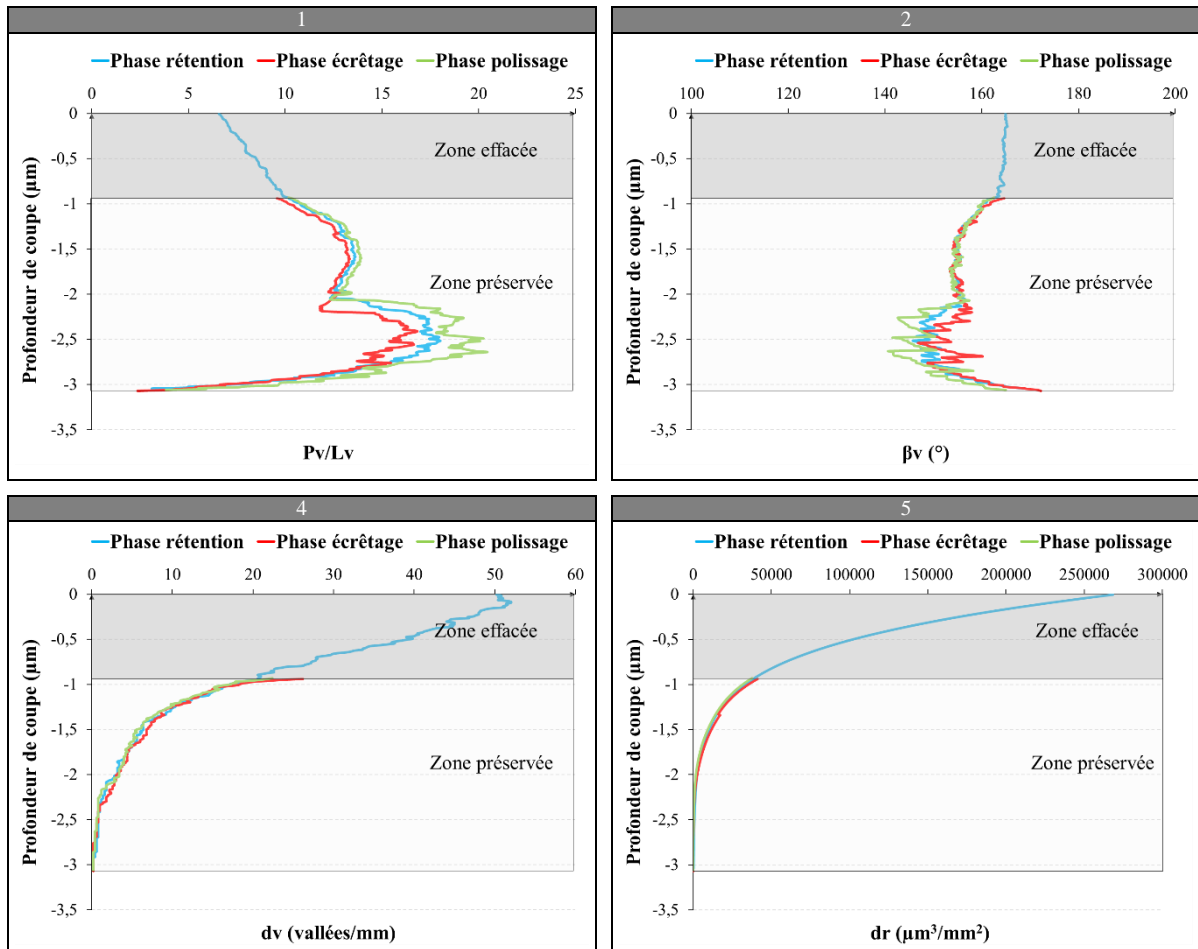 1
Phase rétention Phase écrêtage Phase polissage
0 5 10 15 20 25
0
-0,5
-1
-1,5
-2
-2,5
-3
-3,5
Profondeur de coupe (µm)
Zone effacée
Zone préservée
Pv/Lv
2
Phase rétention Phase écrêtage Phase polissage
100 120 140 160 180 200
0
-0,5
-1
-1,5
-2
-2,5
-3
-3,5
Profondeur de coupe (µm)
Zone effacée
Zone préservée
βv (°)
4
Phase rétention Phase écrêtage Phase polissage
0 10 20 30 40 50 60
0
-0,5
-1
-1,5
-2
-2,5
-3
-3,5
Profondeur de coupe (µm)
Zone effacée
Zone préservée
dv (vallées/mm)
5
Phase rétention Phase écrêtage Phase polissage
0 50000 100000 150000 200000 250000 300000
0
-0,5
-1
-1,5
-2
-2,5
-3
-3,5
Profondeur de coupe (µm)
Zone effacée
Zone préservée
dr (µm³/mm²)